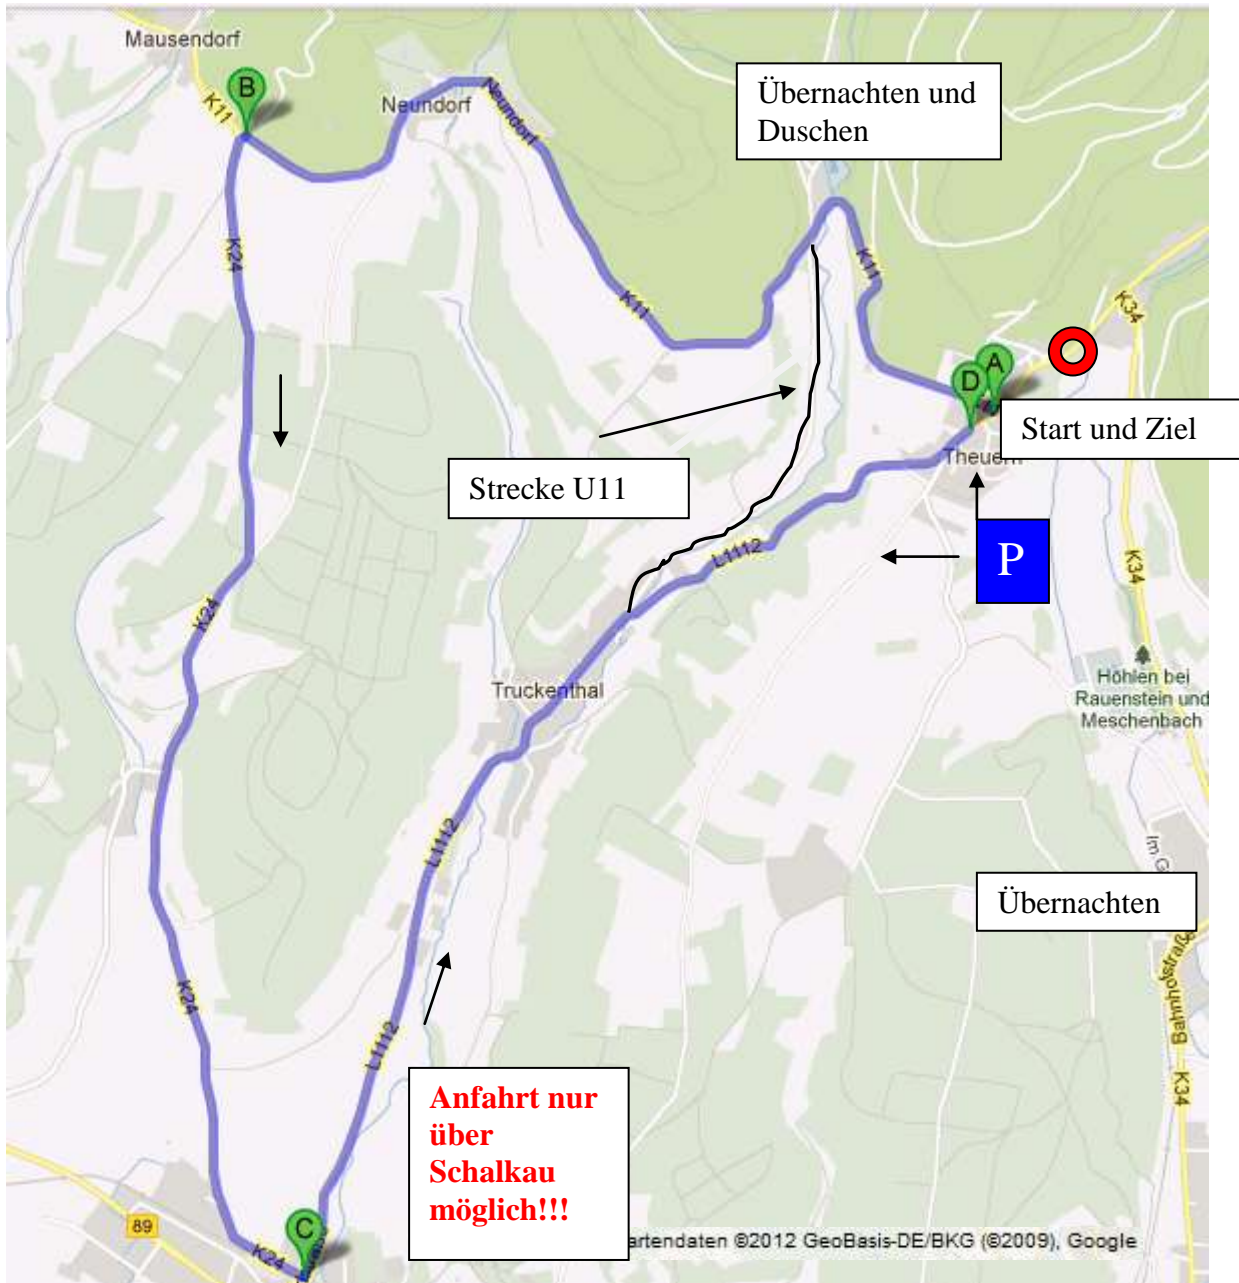 Mausendorf
B
K11
Neundorf
Neundorf
Übernachten und
Duschen
K24
K11
K11
K34
D
A
Start und Ziel
Theuern
Strecke U11
L1112
P
K34
K24
Truckenthal
Höhlen bei
Rauenstein und
Meschenbach
L1112
Im G
Übernachten
Bahnhofstraße
K24
L1112
K34
Anfahrt nur
über
Schalkau
möglich!!!
89
C
K24
artendaten ©2012 GeoBasis-DE/BKG (©2009), Google